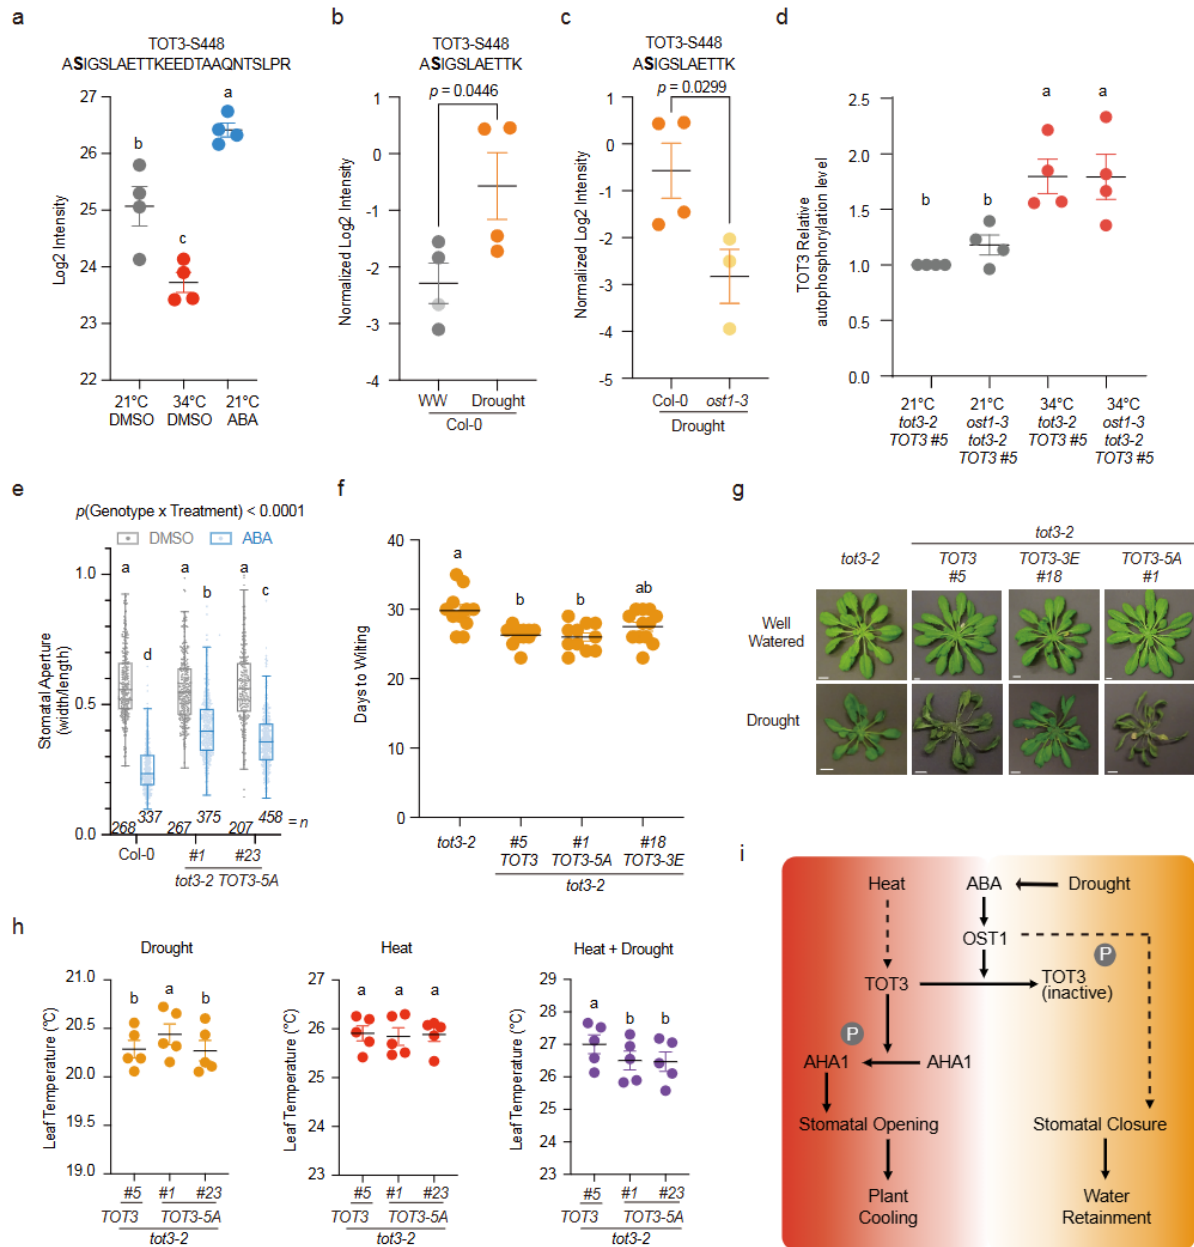 a
TOT3-S448
ASIGSLAETTKEEDTAAQNTSLPR
Log2 Intensity
27
26
25
24
23
22
b
c
a
21°C
DMSO
34°C
DMSO
21°C
ABA
b
TOT3-S448
ASIGSLAETTK
p = 0.0446
Normalized Log2 Intensity
1
0
-1
-2
-3
-4
WW
Drought
Col-0
c
TOT3-S448
ASIGSLAETTK
p = 0.0299
Normalized Log2 Intensity
1
0
-1
-2
-3
-4
-5
Col-0
ost1-3
Drought
d
TOT3 Relative
autophosphorylation level
2.5
2.0
1.5
1.0
0.0
b
b
a
a
21°C
tot3-2
TOT3 #5
21°C
ost1-3
tot3-2
TOT3 #5
34°C
tot3-2
TOT3 #5
34°C
ost1-3
tot3-2
TOT3 #5
e
p(Genotype x Treatment) < 0.0001
DMSO
ABA
Stomatal Aperture
(width/length)
1.0
0.5
0.0
a
d
a
b
a
c
268
337
267
375
207
458
= n
Col-0
#1
#23
tot3-2 TOT3-5A
f
Days to Wilting
40
30
20
10
0
a
b
b
ab
tot3-2
#5
TOT3
#1
TOT3-5A
#18
TOT3-3E
tot3-2
g
tot3-2
tot3-2
TOT3
#5
TOT3-3E
#18
TOT3-5A
#1
Well
Watered
Drought
h
Drought
Leaf Temperature (°C)
21.0
20.5
20.0
19.5
19.0
b
a
b
#5
#1
#23
TOT3
TOT3-5A
tot3-2
Heat
Leaf Temperature (°C)
27
26
25
24
23
a
a
a
#5
#1
#23
TOT3
TOT3-5A
tot3-2
Heat + Drought
Leaf Temperature (°C)
29
28
27
26
25
24
23
a
b
b
#5
#1
#23
TOT3
TOT3-5A
tot3-2
i
Heat
ABA
Drought
OST1
P
TOT3
TOT3
(inactive)
P
AHA1
AHA1
Stomatal Opening
Stomatal Closure
Plant
Cooling
Water
Retainment